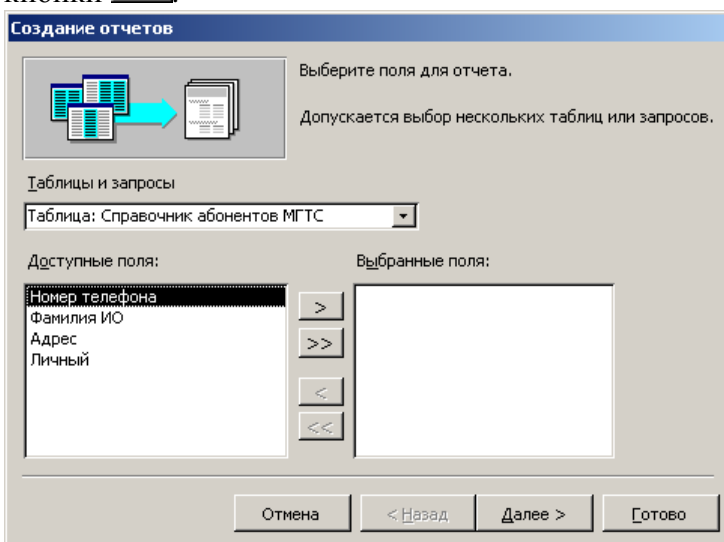 кнопки
Создание отчетов
Выберите поля для отчета.
Допускается выбор нескольких таблиц или запросов.
Таблицы и запросы
Таблица: Справочник абонентов МГТС
Доступные поля:
Выбранные поля:
Номер телефона
Фамилия ИО
Адрес
Личный
>
>>
<
<<
Отмена
< Назад
Далее >
Готово